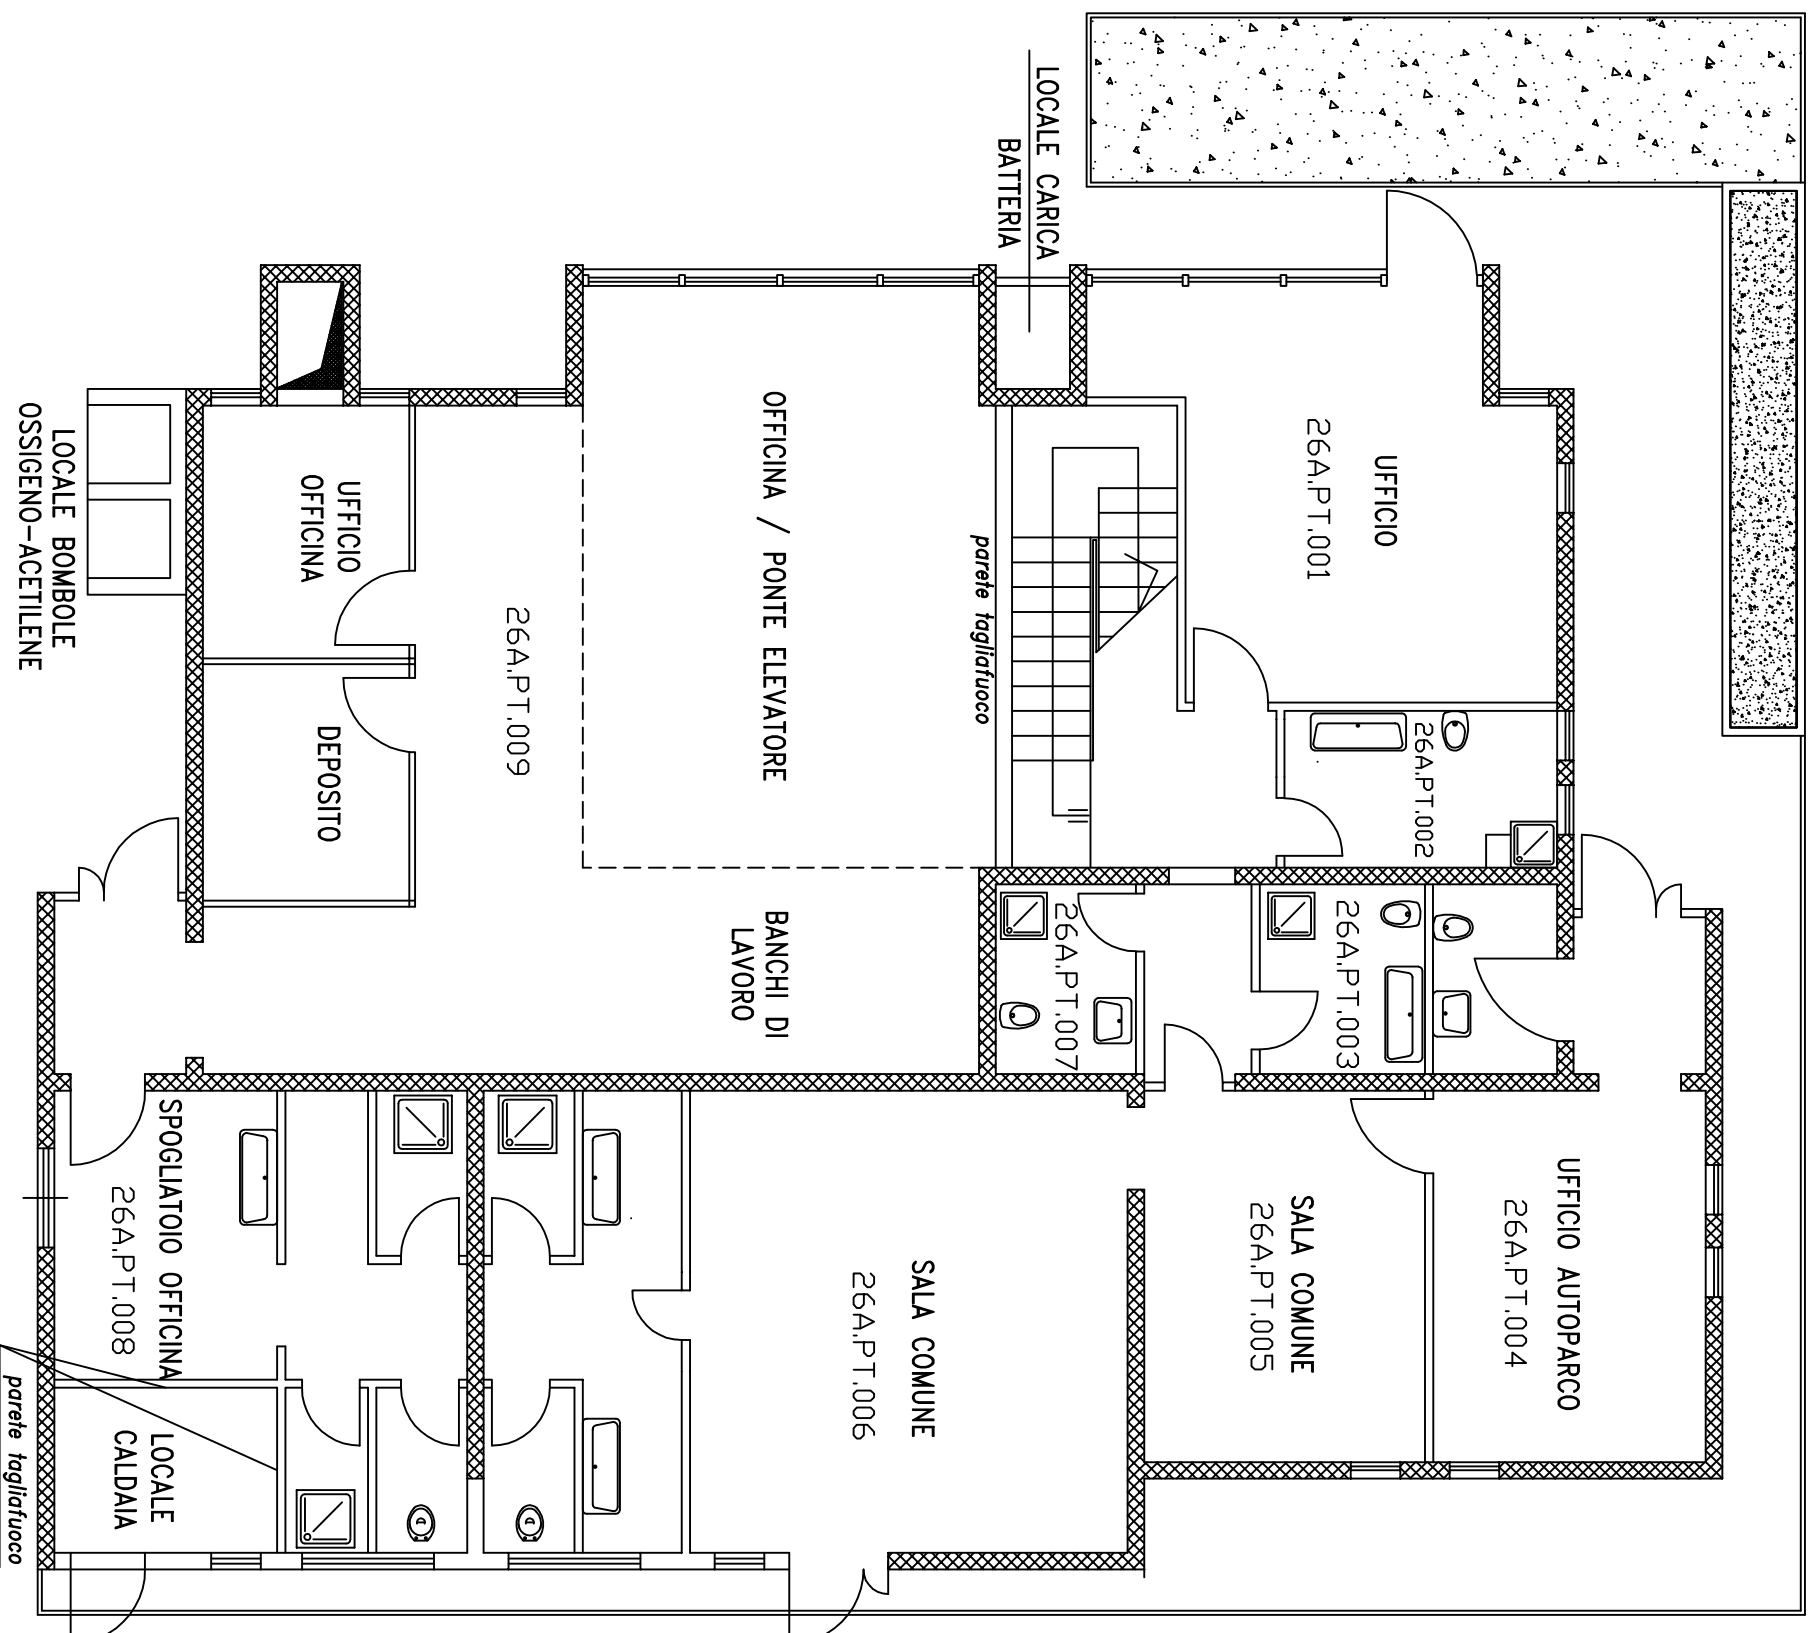 LOCALE CARICA
BATTERIA
UFFICIO
26A.PT.001
26A.PT.002
parete tagliafuoco
OFFICINA / PONTE ELEVATORE
26A.PT.009
UFFICIO
OFFICINA
DEPOSITO
LOCALE BOMBOLE
OSSIGENO-ACETILENE
BANCHI DI
LAVORO
26A.PT.003
26A.PT.007
UFFICIO AUTOPARCO
26A.PT.004
SALA COMUNE
26A.PT.005
SALA COMUNE
26A.PT.006
SPOGLIATOIO OFFICINA
26A.PT.008
LOCALE
CALDAIA
parete tagliafuoco